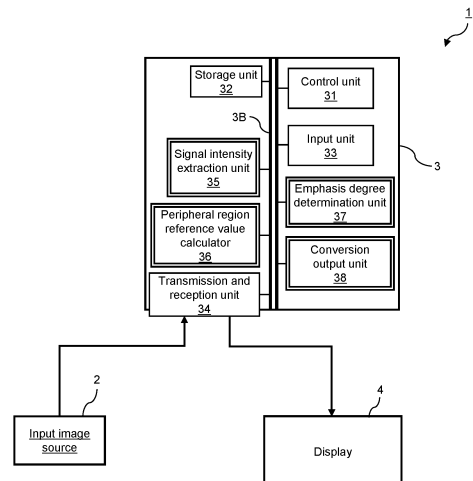 1
Storage unit
32
Control unit
31
3B
Input unit
33
3
Signal intensity
extraction unit
35
Emphasis degree
determination unit
37
Peripheral region
reference value
calculator
36
Conversion
output unit
38
Transmission and
reception unit
34
2
Input image
source
4
Display